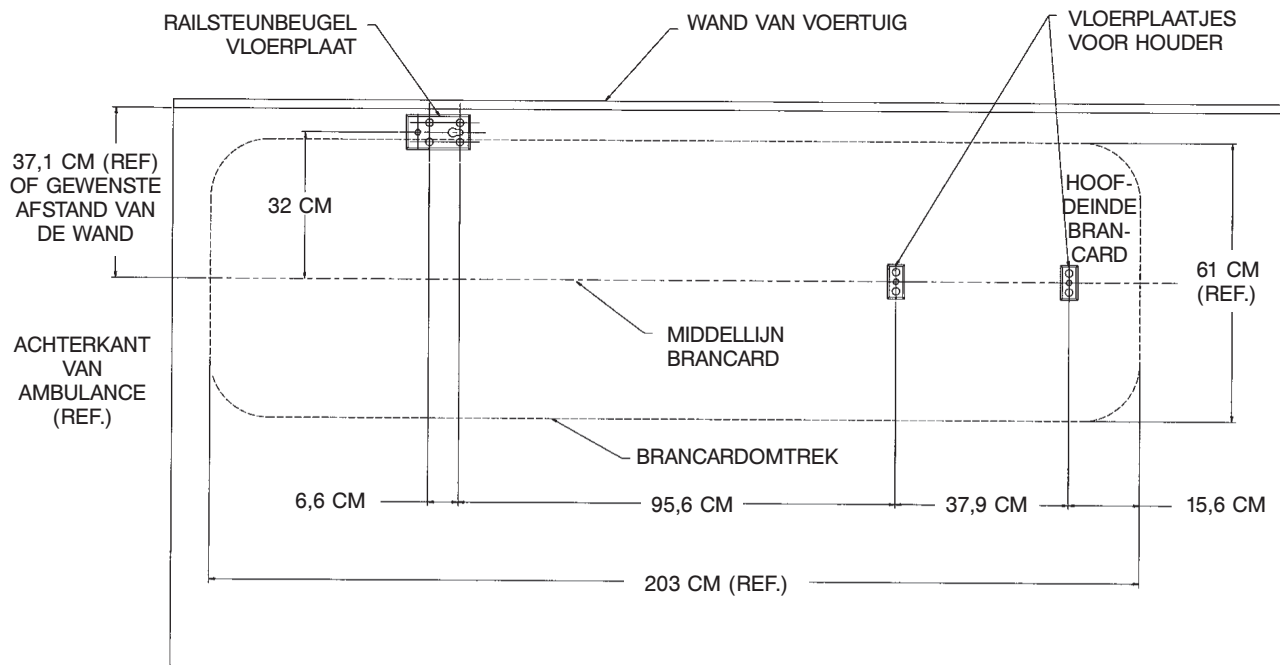 RAILSTEUNBEUGEL
VLOERPLAAT
WAND VAN VOERTUIG
VLOERPLAATJES
VOOR HOUDER
37,1 CM (REF)
OF GEWENSTE
AFSTAND VAN
DE WAND
32 CM
HOOF-
DEINDE
BRAN-
CARD
61 CM
(REF.)
MIDDELLIJN
BRANCARD
ACHTERKANT
VAN
AMBULANCE
(REF.)
BRANCARDOMTREK
6,6 CM
95,6 CM
37,9 CM
15,6 CM
203 CM (REF.)